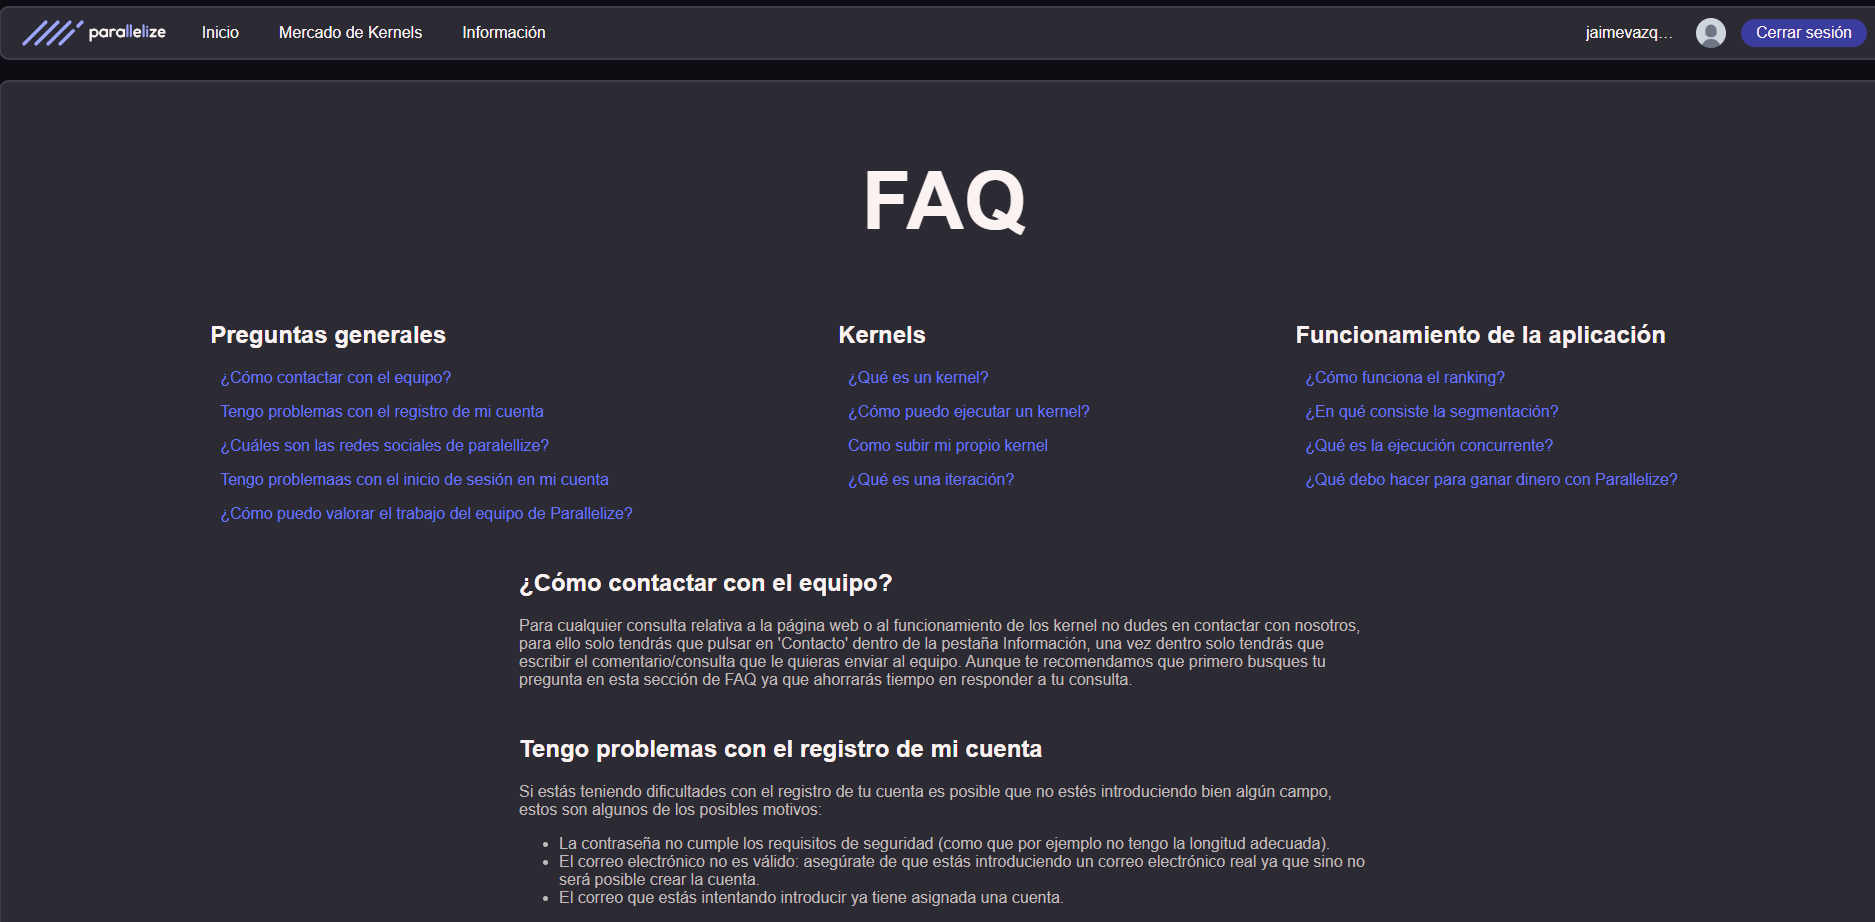 parallelize Inicio Mercado de Kernels Información jaimevazq... Cerrar sesión
FAQ
Preguntas generales
¿Cómo contactar con el equipo?
Tengo problemas con el registro de mi cuenta
¿Cuáles son las redes sociales de paralellize?
Tengo problemaas con el inicio de sesión en mi cuenta
¿Cómo puedo valorar el trabajo del equipo de Parallelize?
Kernels
¿Qué es un kernel?
¿Cómo puedo ejecutar un kernel?
Como subir mi propio kernel
¿Qué es una iteración?
Funcionamiento de la aplicación
¿Cómo funciona el ranking?
¿En qué consiste la segmentación?
¿Qué es la ejecución concurrente?
¿Qué debo hacer para ganar dinero con Parallelize?
¿Cómo contactar con el equipo?
Para cualquier consulta relativa a la página web o al funcionamiento de los kernel no dudes en contactar con nosotros,
para ello solo tendrás que pulsar en 'Contacto' dentro de la pestaña Información, una vez dentro solo tendrás que
escribir el comentario/consulta que le quieras enviar al equipo. Aunque te recomendamos que primero busques tu
pregunta en esta sección de FAQ ya que ahorrarás tiempo en responder a tu consulta.
Tengo problemas con el registro de mi cuenta
Si estás teniendo dificultades con el registro de tu cuenta es posible que no estés introduciendo bien algún campo,
estos son algunos de los posibles motivos:
• La contraseña no cumple los requisitos de seguridad (como que por ejemplo no tengo la longitud adecuada).
• El correo electrónico no es válido: asegúrate de que estás introduciendo un correo electrónico real ya que sino no
será posible crear la cuenta.
• El correo que estás intentando introducir ya tiene asignada una cuenta.